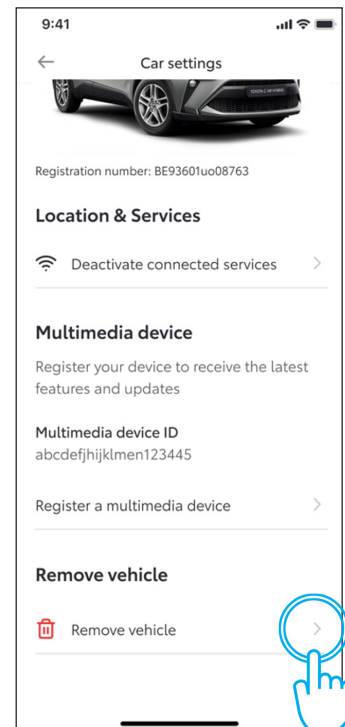 9:41
Car settings
Registration number: BE93601uo08763
Location & Services
Deactivate connected services
Multimedia device
Register your device to receive the latest
features and updates
Multimedia device ID
abcdefjhijklmen123445
Register a multimedia device
Remove vehicle
Remove vehicle